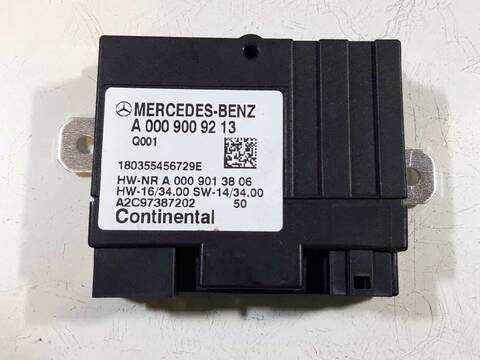 MERCEDES-BENZ
A 000 900 92 13
Q001
180355456729E
HW-NR A 000 901 38 06
HW-16/34.00 SW-14/34.00
A2C97387202 50
Continental